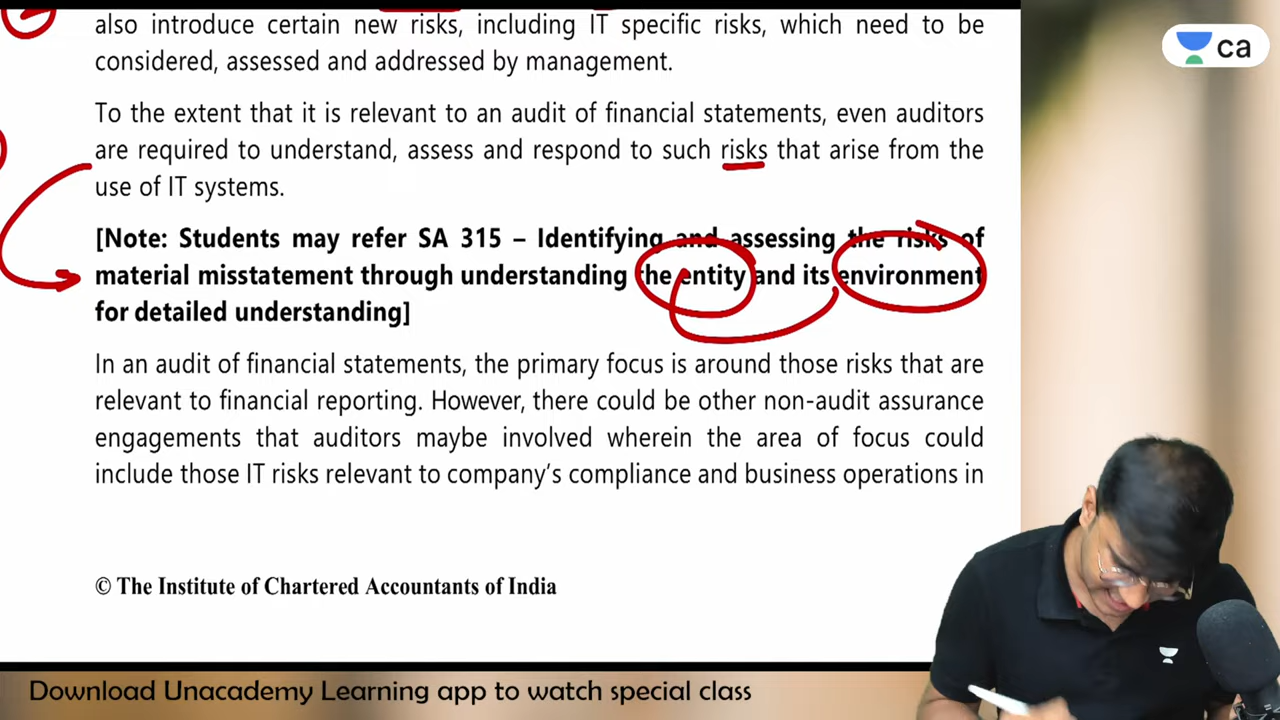 also introduce certain new risks, including IT specific risks, which need to be
considered, assessed and addressed by management.
To the extent that it is relevant to an audit of financial statements, even auditors
are required to understand, assess and respond to such risks that arise from the
use of IT systems.
[Note: Students may refer SA 315 – Identifying and assessing the risks of
material misstatement through understanding the entity and its environment
for detailed understanding]
In an audit of financial statements, the primary focus is around those risks that are
relevant to financial reporting. However, there could be other non-audit assurance
engagements that auditors maybe involved wherein the area of focus could
include those IT risks relevant to company's compliance and business operations in
© The Institute of Chartered Accountants of India
Download Unacademy Learning app to watch special class
ca